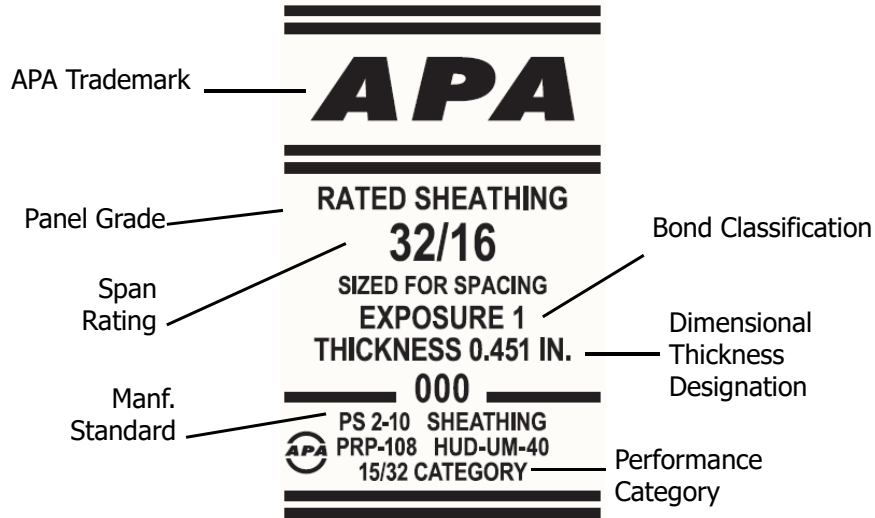 APA Trademark
APA
Panel Grade
RATED SHEATHING
32/16
Span
Rating
SIZED FOR SPACING
Bond Classification
EXPOSURE 1
THICKNESS 0.451 IN.
Dimensional
Thickness
Designation
000
Manf.
Standard
PS 2-10 SHEATHING
APA
PRP-108 HUD-UM-40
15/32 CATEGORY
Performance
Category